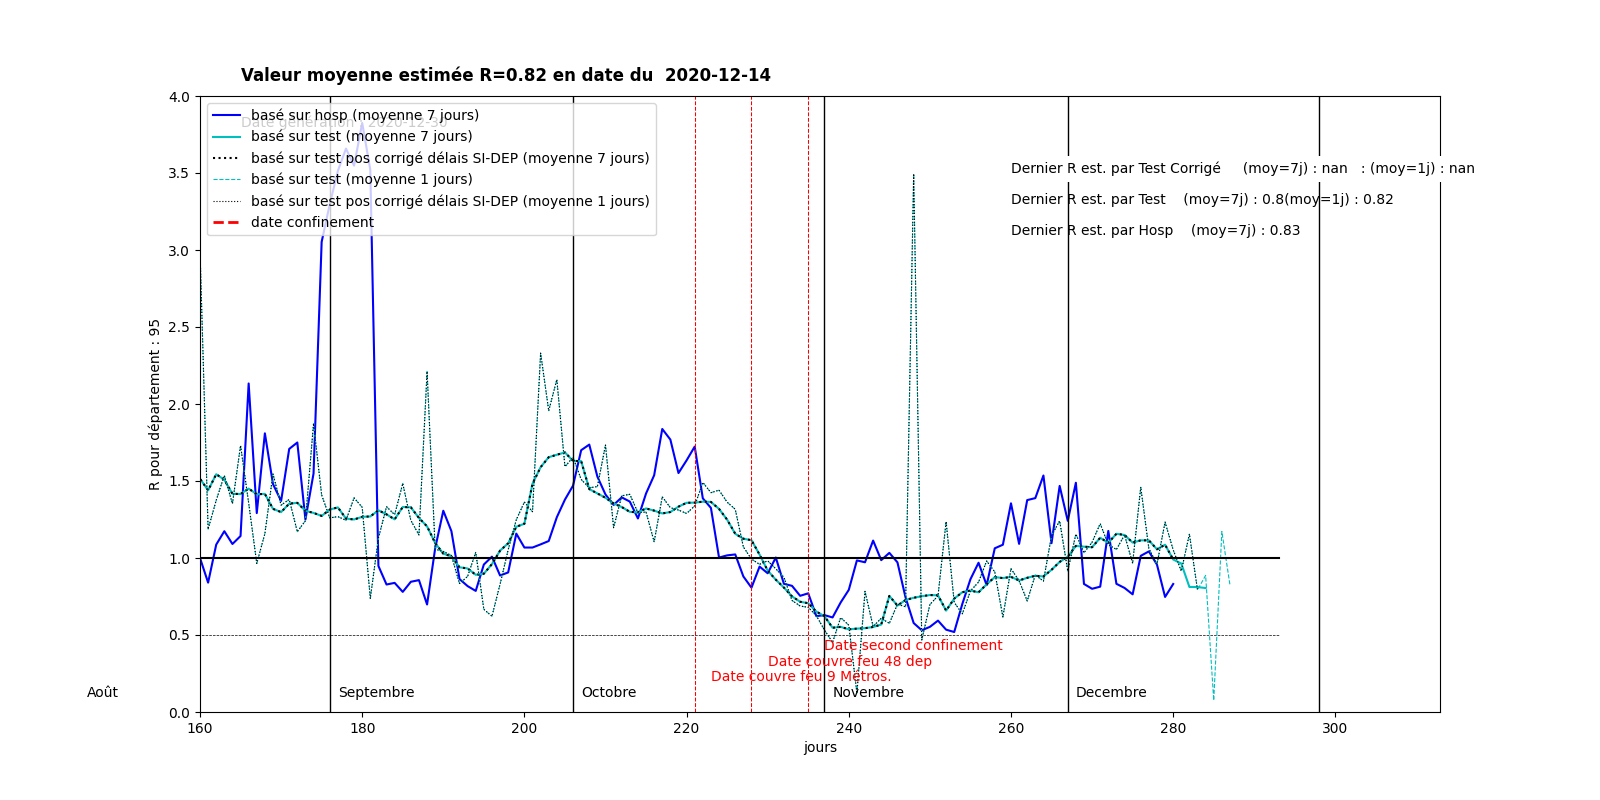 Valeur moyenne estimée R=0.82 en date du  2020-12-14
Date génération : 2020-12-30
basé sur hosp (moyenne 7 jours)
basé sur test (moyenne 7 jours)
basé sur test pos corrigé délais SI-DEP (moyenne 7 jours)
basé sur test (moyenne 1 jours)
basé sur test pos corrigé délais SI-DEP (moyenne 1 jours)
date confinement
Dernier R est. par Test Corrigé     (moy=7j) : nan   : (moy=1j) : nan
Dernier R est. par Test    (moy=7j) : 0.8(moy=1j) : 0.82
Dernier R est. par Hosp    (moy=7j) : 0.83
R pour département : 95
4.0
3.5
3.0
2.5
2.0
1.5
1.0
0.5
0.0
Date second confinement
Date couvre feu 48 dep
Date couvre feu 9 Métros.
Août
Septembre
Octobre
Novembre
Decembre
160
180
200
220
240
260
280
300
jours